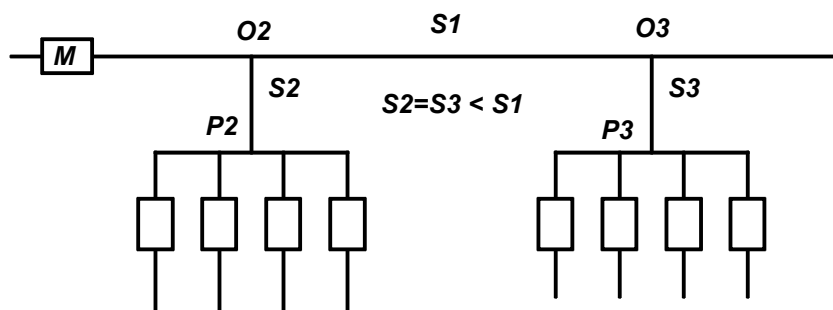 O2 S1 O3
M
S2 S3
S2=S3 < S1
P2 P3